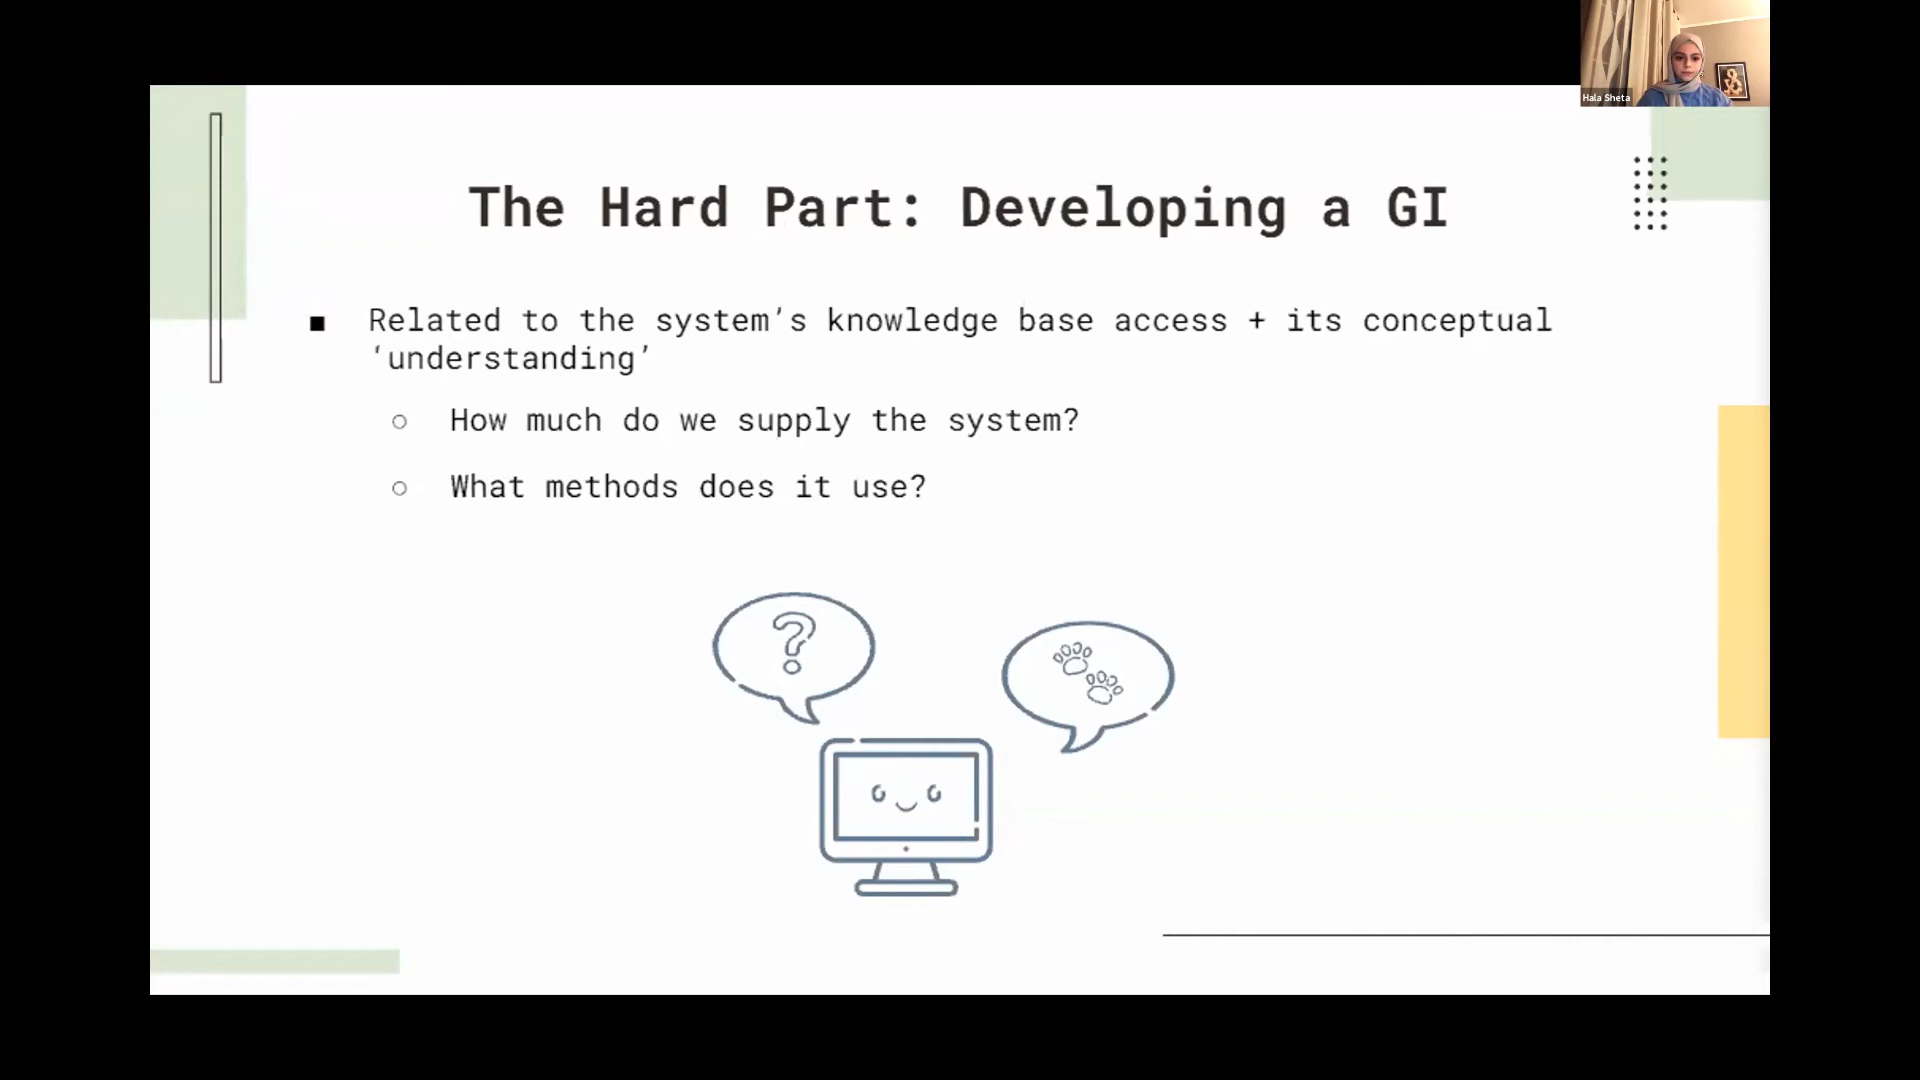 Hala Sheta
The Hard Part: Developing a GI
■ Related to the system’s knowledge base access + its conceptual
‘understanding’
○ How much do we supply the system?
○ What methods does it use?
?